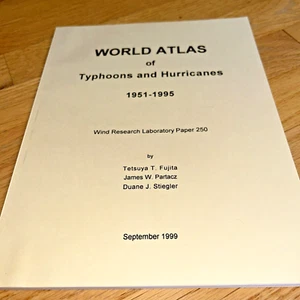 WORLD ATLAS
of
Typhoons and Hurricanes
1951-1995
Wind Research Laboratory Paper 250
by
Tetsuya T. Fujita
James W. Partacz
Duane J. Stiegler
September 1999